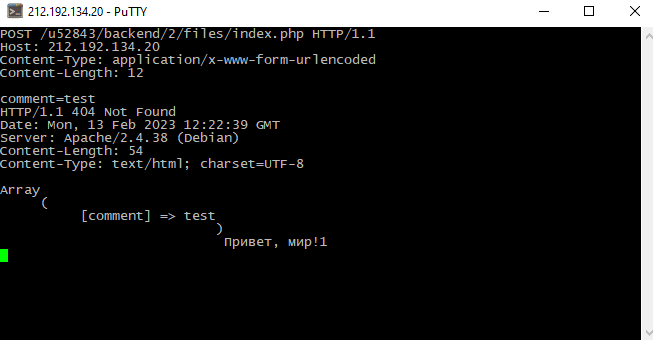 212.192.134.20 - PuTTY
POST /u52843/backend/2/files/index.php HTTP/1.1
Host: 212.192.134.20
Content-Type: application/x-www-form-urlencoded
Content-Length: 12

comment=test
HTTP/1.1 404 Not Found
Date: Mon, 13 Feb 2023 12:22:39 GMT
Server: Apache/2.4.38 (Debian)
Content-Length: 54
Content-Type: text/html; charset=UTF-8

Array
(
[comment] => test
)
Привет, мир!1